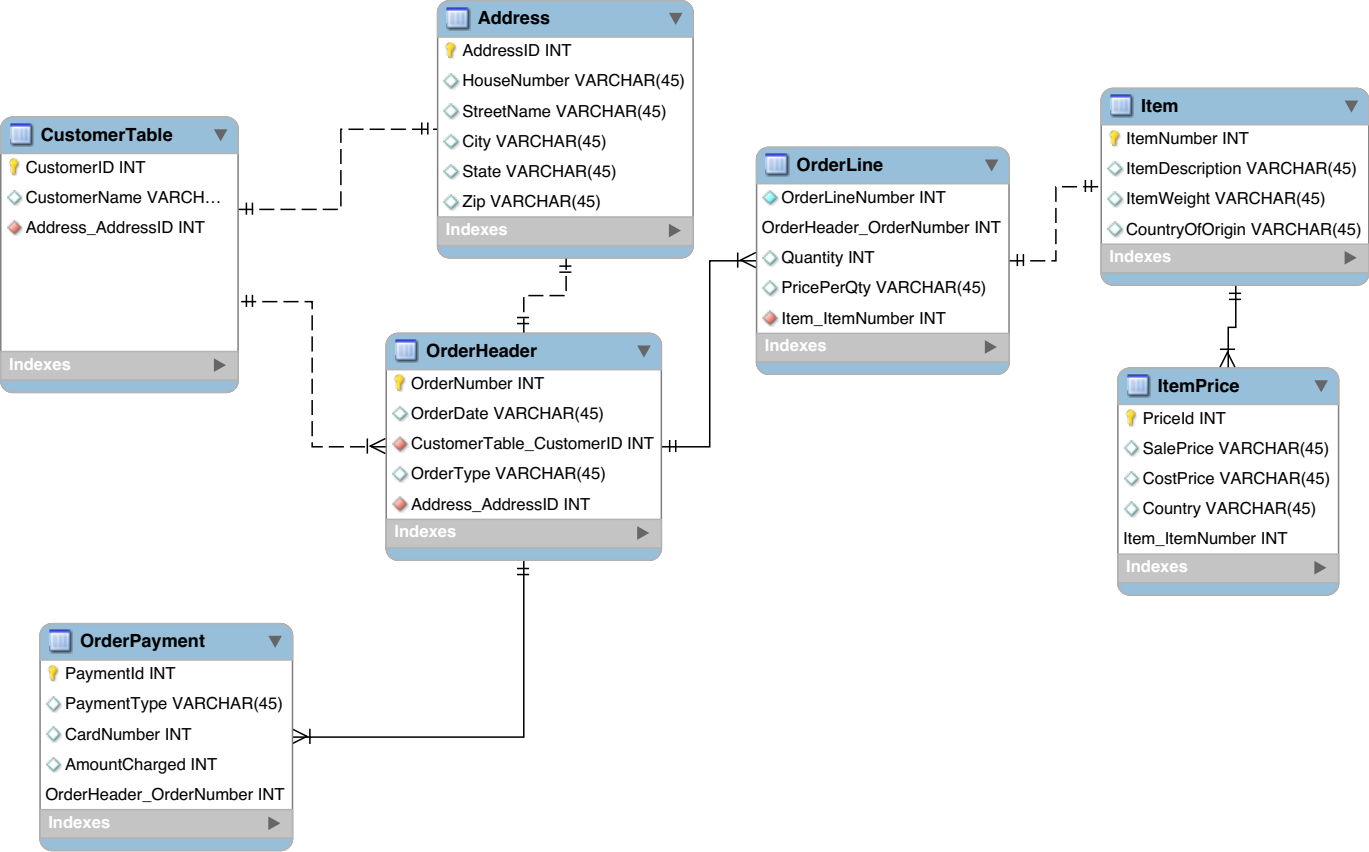 Address
AddressID INT
HouseNumber VARCHAR(45)
StreetName VARCHAR(45)
City VARCHAR(45)
State VARCHAR(45)
Zip VARCHAR(45)
Indexes
CustomerTable
CustomerID INT
CustomerName VARCH...
Address_AddressID INT
Indexes
OrderHeader
OrderNumber INT
OrderDate VARCHAR(45)
CustomerTable_CustomerID INT
OrderType VARCHAR(45)
Address_AddressID INT
Indexes
OrderLine
OrderLineNumber INT
OrderHeader_OrderNumber INT
Quantity INT
PricePerQty VARCHAR(45)
Item_ItemNumber INT
Indexes
Item
ItemNumber INT
ItemDescription VARCHAR(45)
ItemWeight VARCHAR(45)
CountryOfOrigin VARCHAR(45)
Indexes
ItemPrice
PriceId INT
SalePrice VARCHAR(45)
CostPrice VARCHAR(45)
Country VARCHAR(45)
Item_ItemNumber INT
Indexes
OrderPayment
PaymentId INT
PaymentType VARCHAR(45)
CardNumber INT
AmountCharged INT
OrderHeader_OrderNumber INT
Indexes